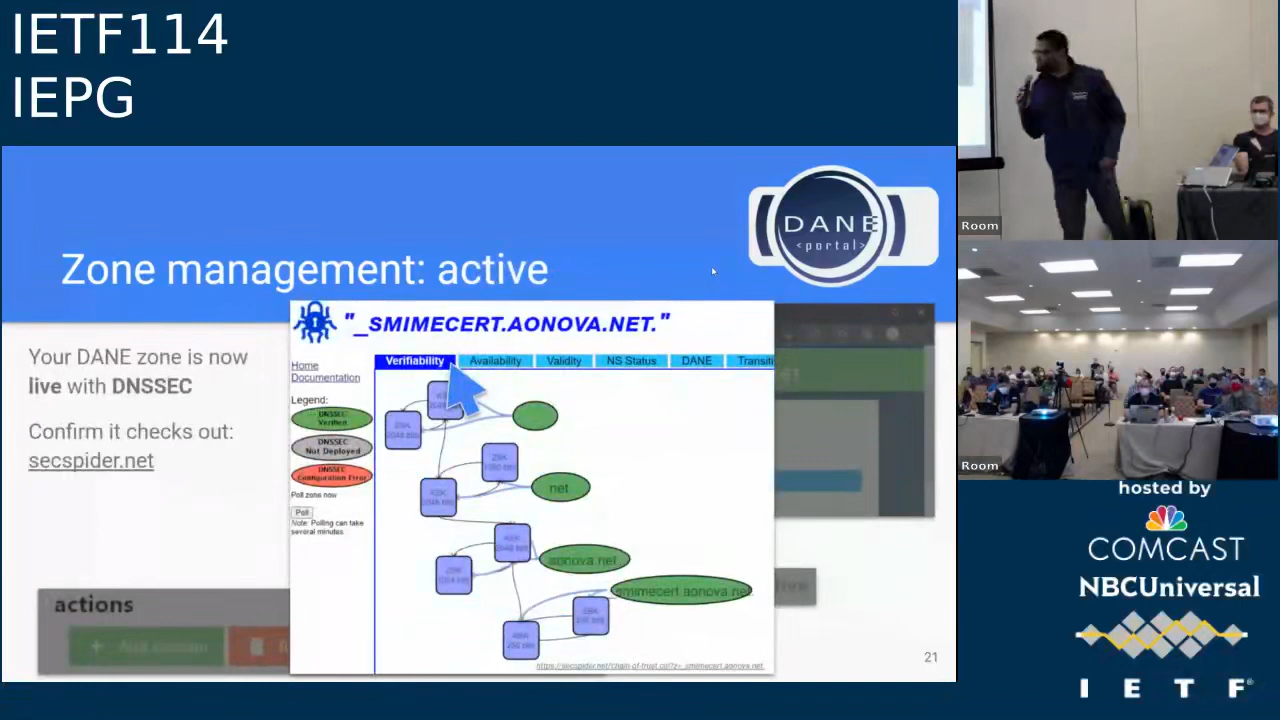 IETF114
IEPG
DANE
<portal>
Zone management: active
Your DANE zone is now
live with DNSSEC
Confirm it checks out:
secspider.net
"_SMIMECERT.AONOVA.NET."
Home
Documentation
Verifiability
Availability
Validity
NS Status
DANE
Transiti
Legend:
DNSSEC
Verified
DNSSEC
Not Deployed
DNSSEC
Configuration Error
Poll zone now
Poll
Note: Polling can take
several minutes.
net
aonova.net
smimecert.aonova.net
actions
21
Room
Room
hosted by
COMCAST
NBCUniversal
I E T F